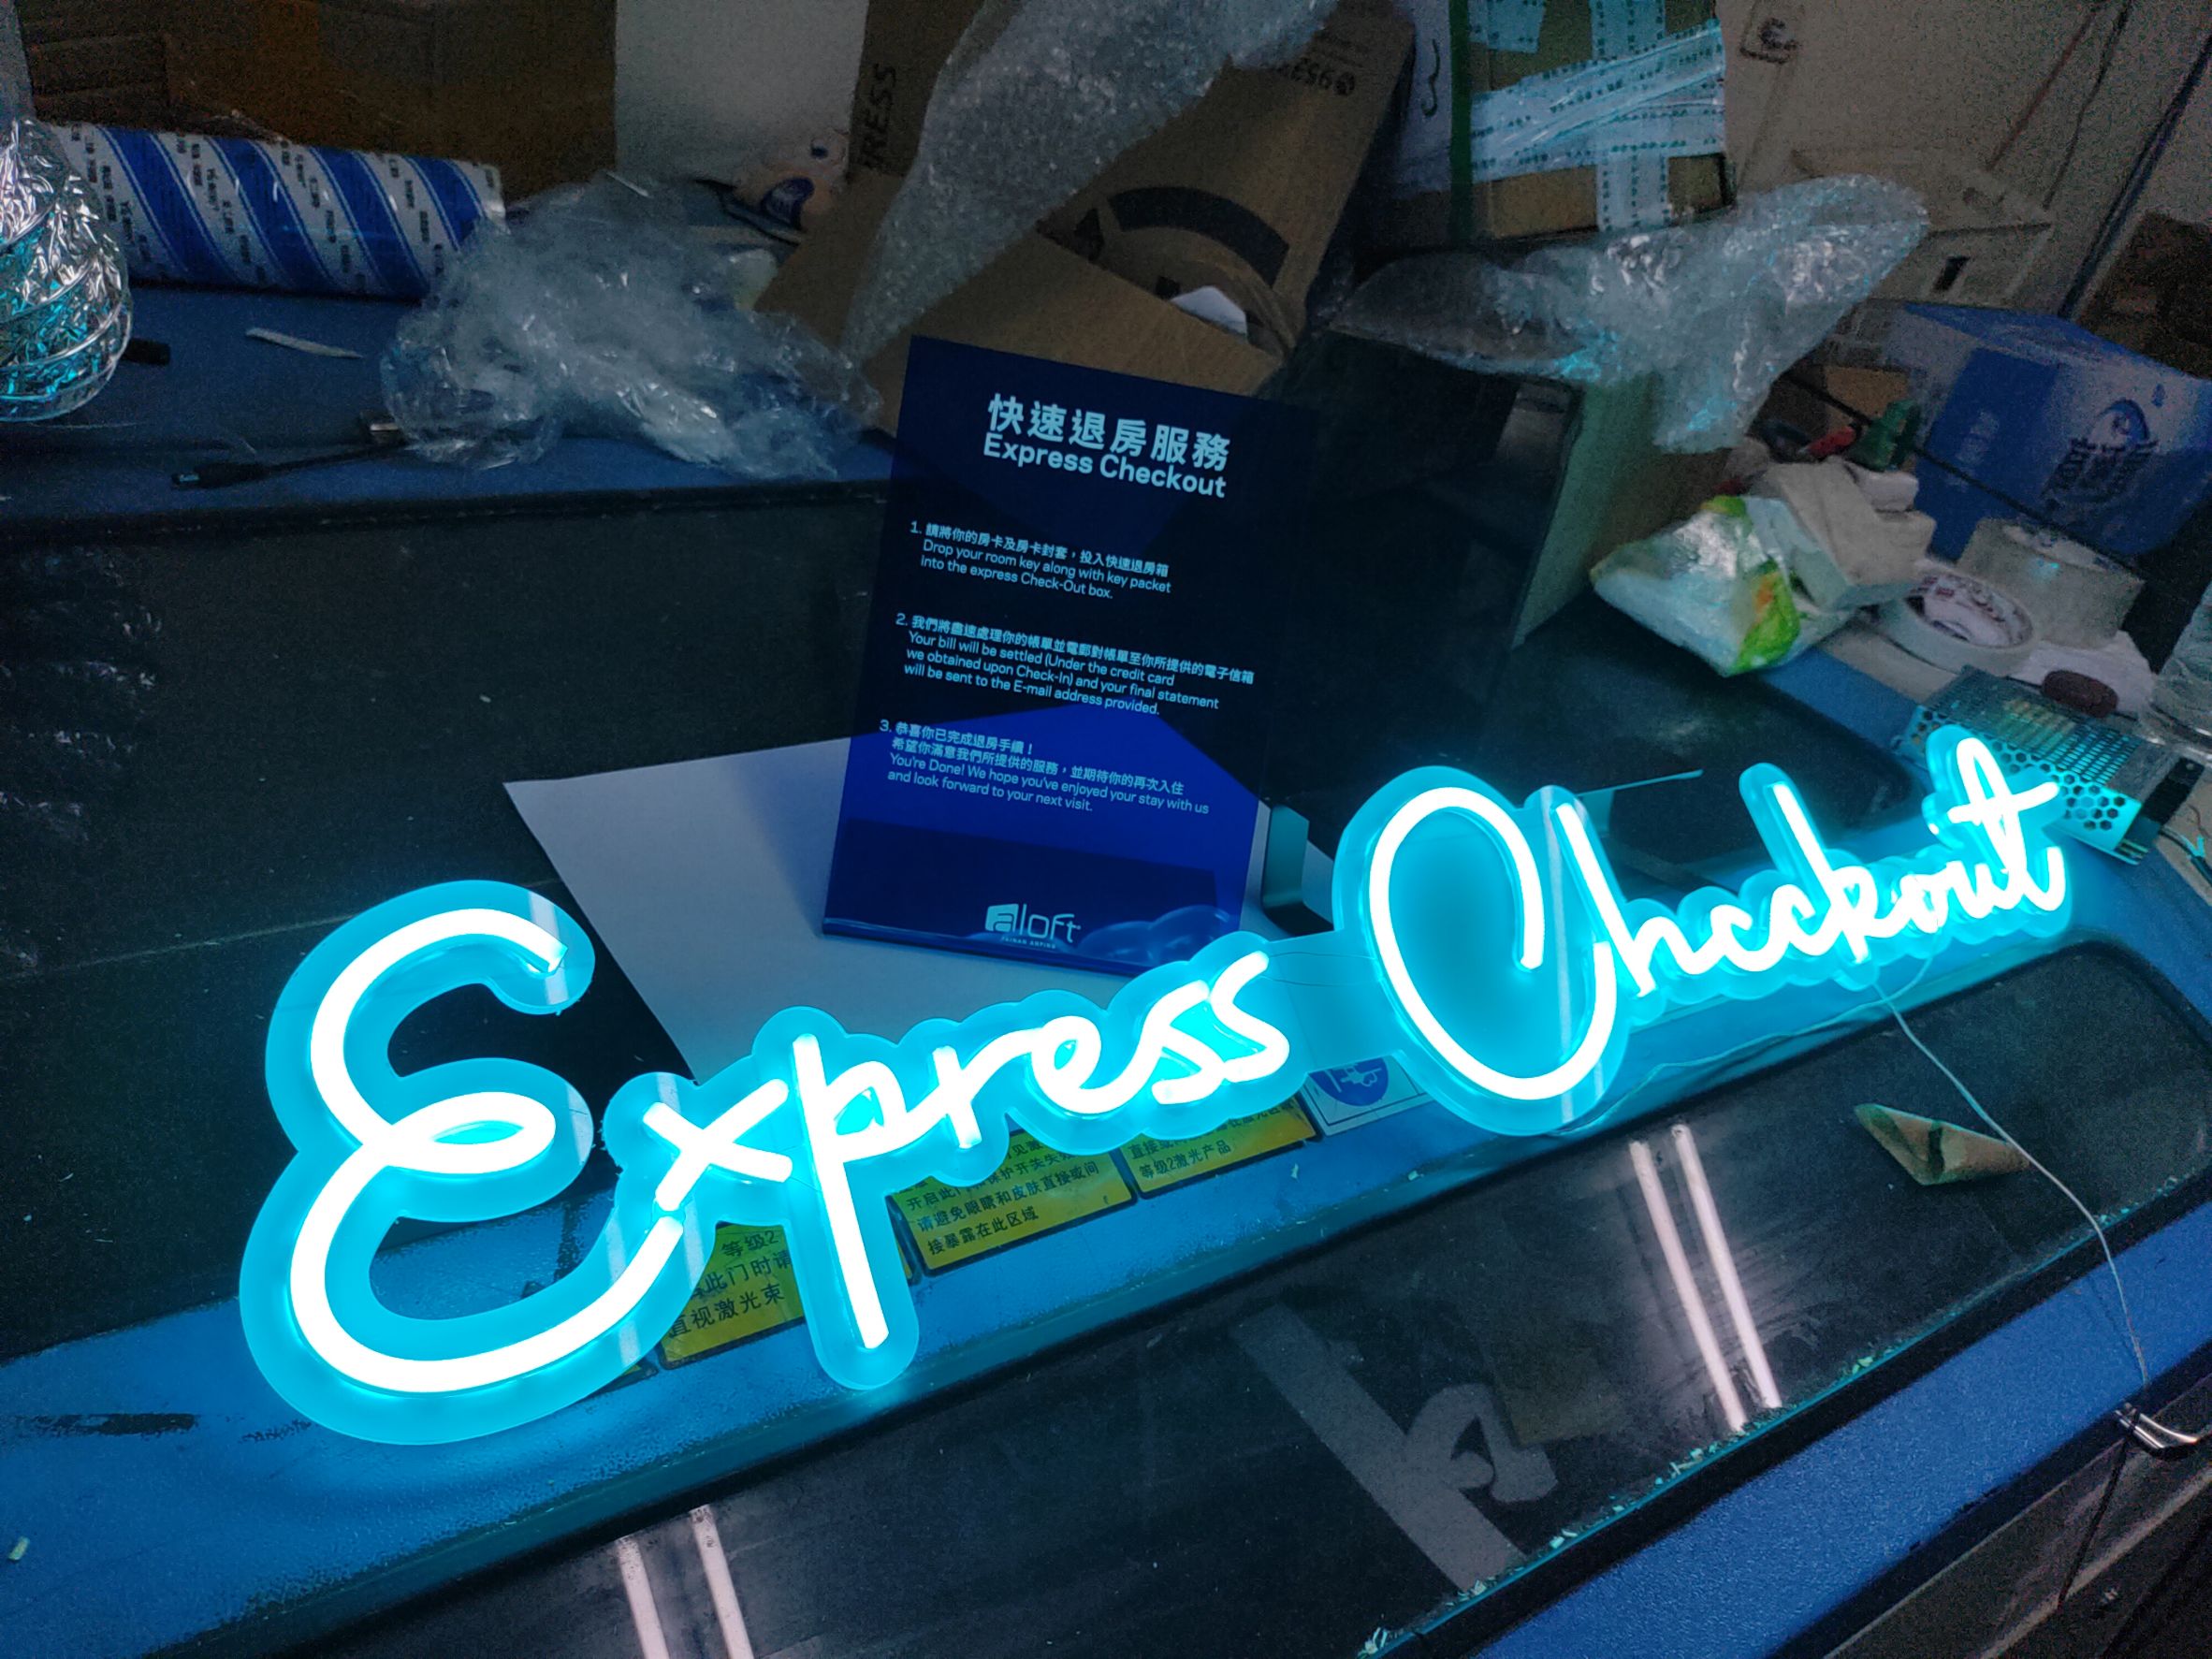 快速退房服務
Express Checkout
1. 請將你的房卡及房卡封套，投入快速退房箱
Drop your room key along with key packet
into the express Check-Out box.
2. 我們將盡速處理你的帳單並電郵對帳單至你所提供的電子信箱
Your bill will be settled (Under the credit card
we obtained upon Check-In) and your final statement
will be sent to the E-mail address provided.
3. 恭喜你已完成退房手續！
希望你滿意我們所提供的服務，並期待你的再次入住
You're Done! We hope you've enjoyed your stay with us
and look forward to your next visit.
aloft
TAINAN ANPING
Express Checkout
等级2激光产品
请避免眼睛和皮肤直接或间
接暴露在此区域
等级2
此门时请
直视激光束